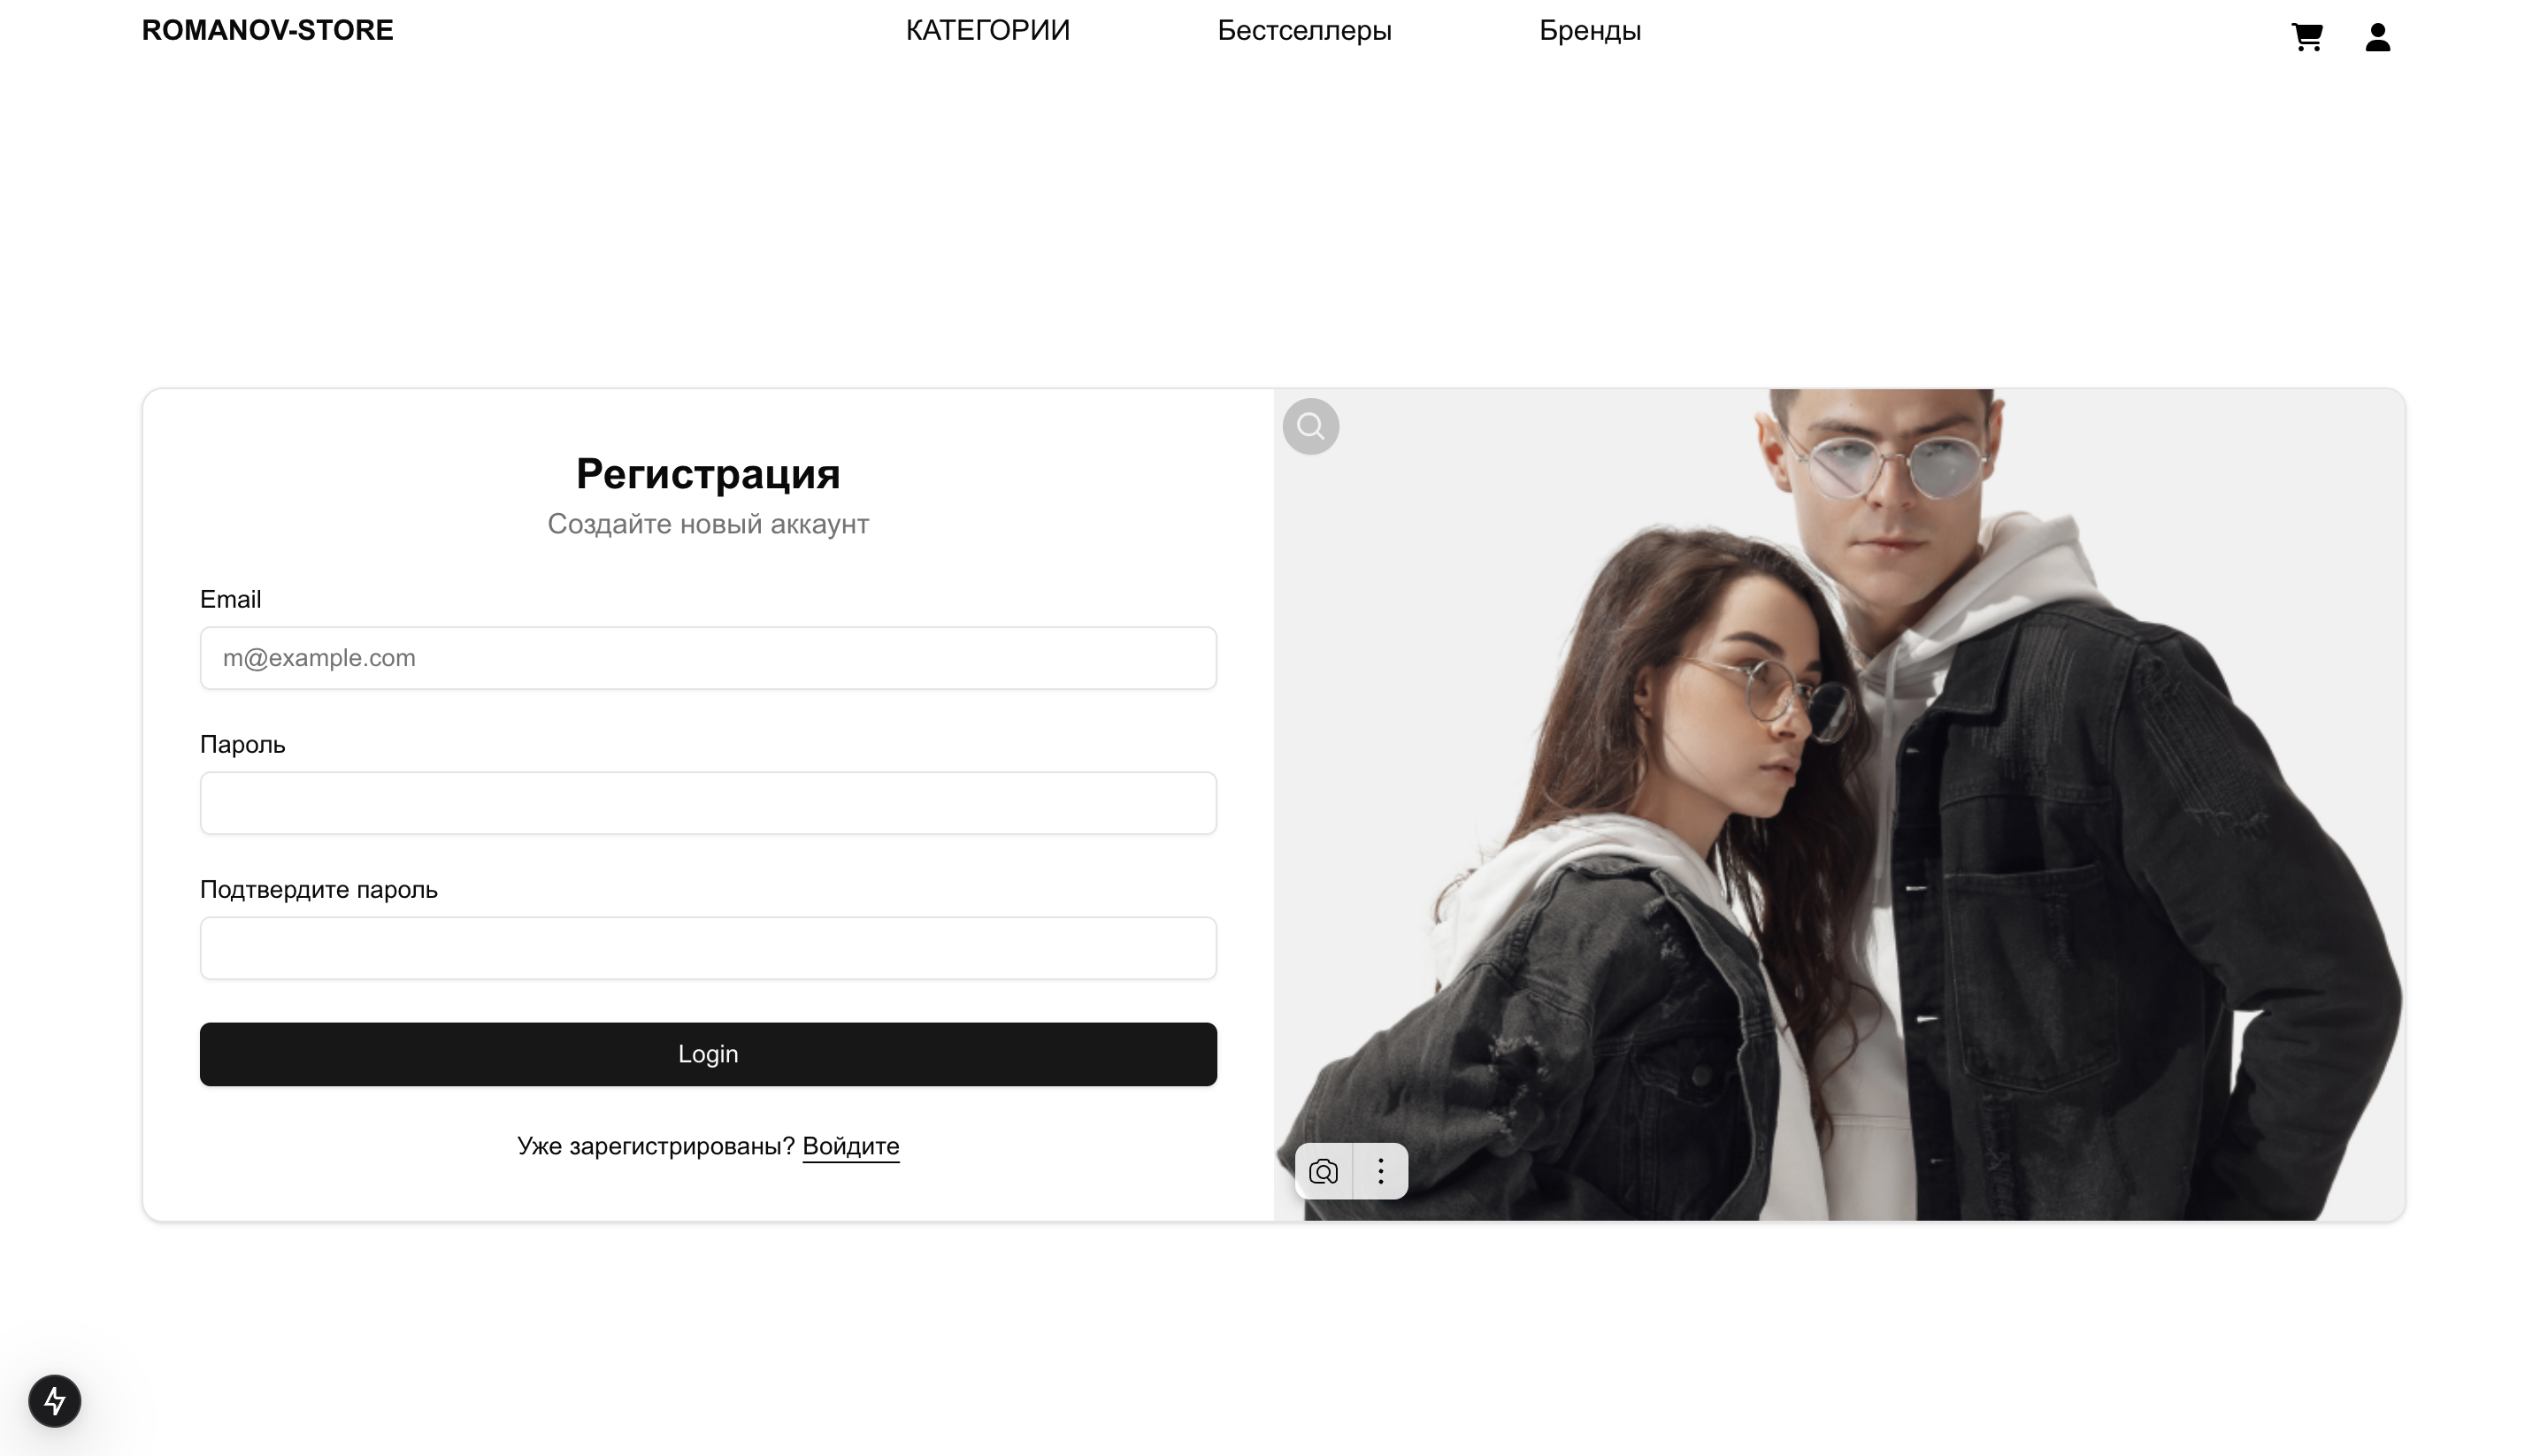 ROMANOV-STORE
КАТЕГОРИИ
Бестселлеры
Бренды
Регистрация
Создайте новый аккаунт
Email
m@example.com
Пароль
Подтвердите пароль
Login
Уже зарегистрированы? Войдите